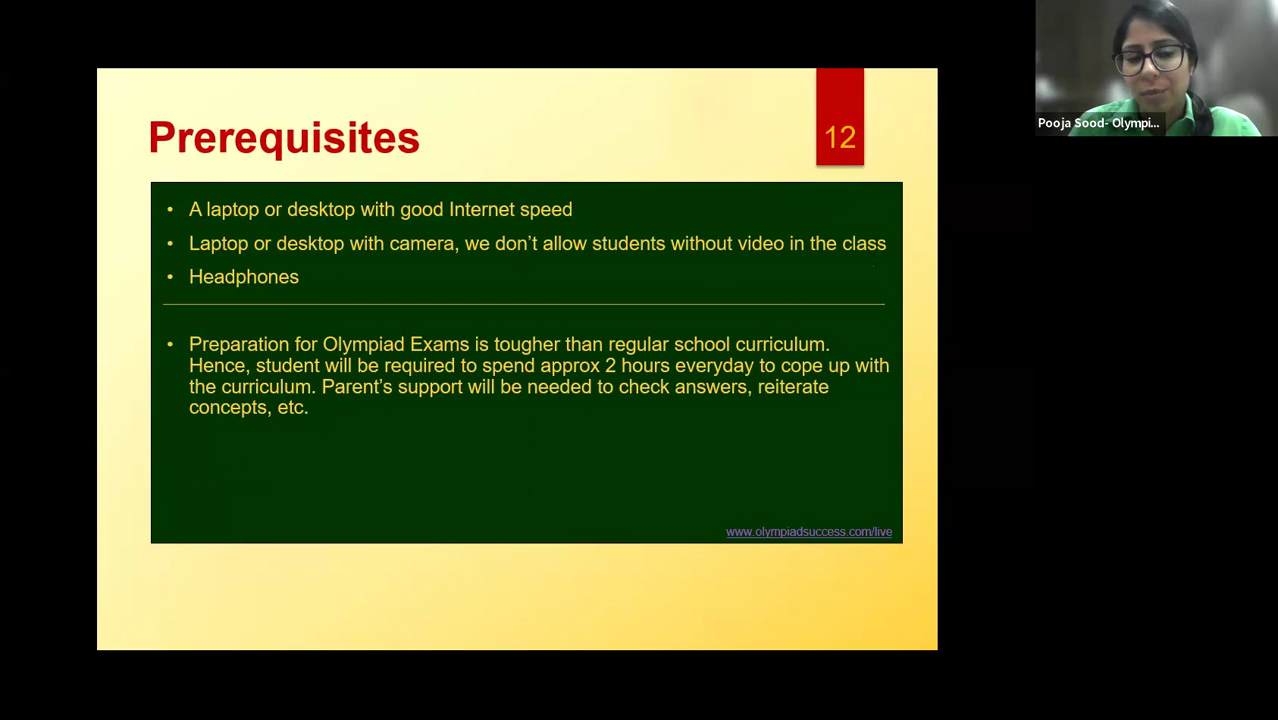 Prerequisites
12
• A laptop or desktop with good Internet speed
• Laptop or desktop with camera, we don’t allow students without video in the class
• Headphones
• Preparation for Olympiad Exams is tougher than regular school curriculum.
Hence, student will be required to spend approx 2 hours everyday to cope up with
the curriculum. Parent’s support will be needed to check answers, reiterate
concepts, etc.
www.olympiadsuccess.com/live
Pooja Sood- Olympi...